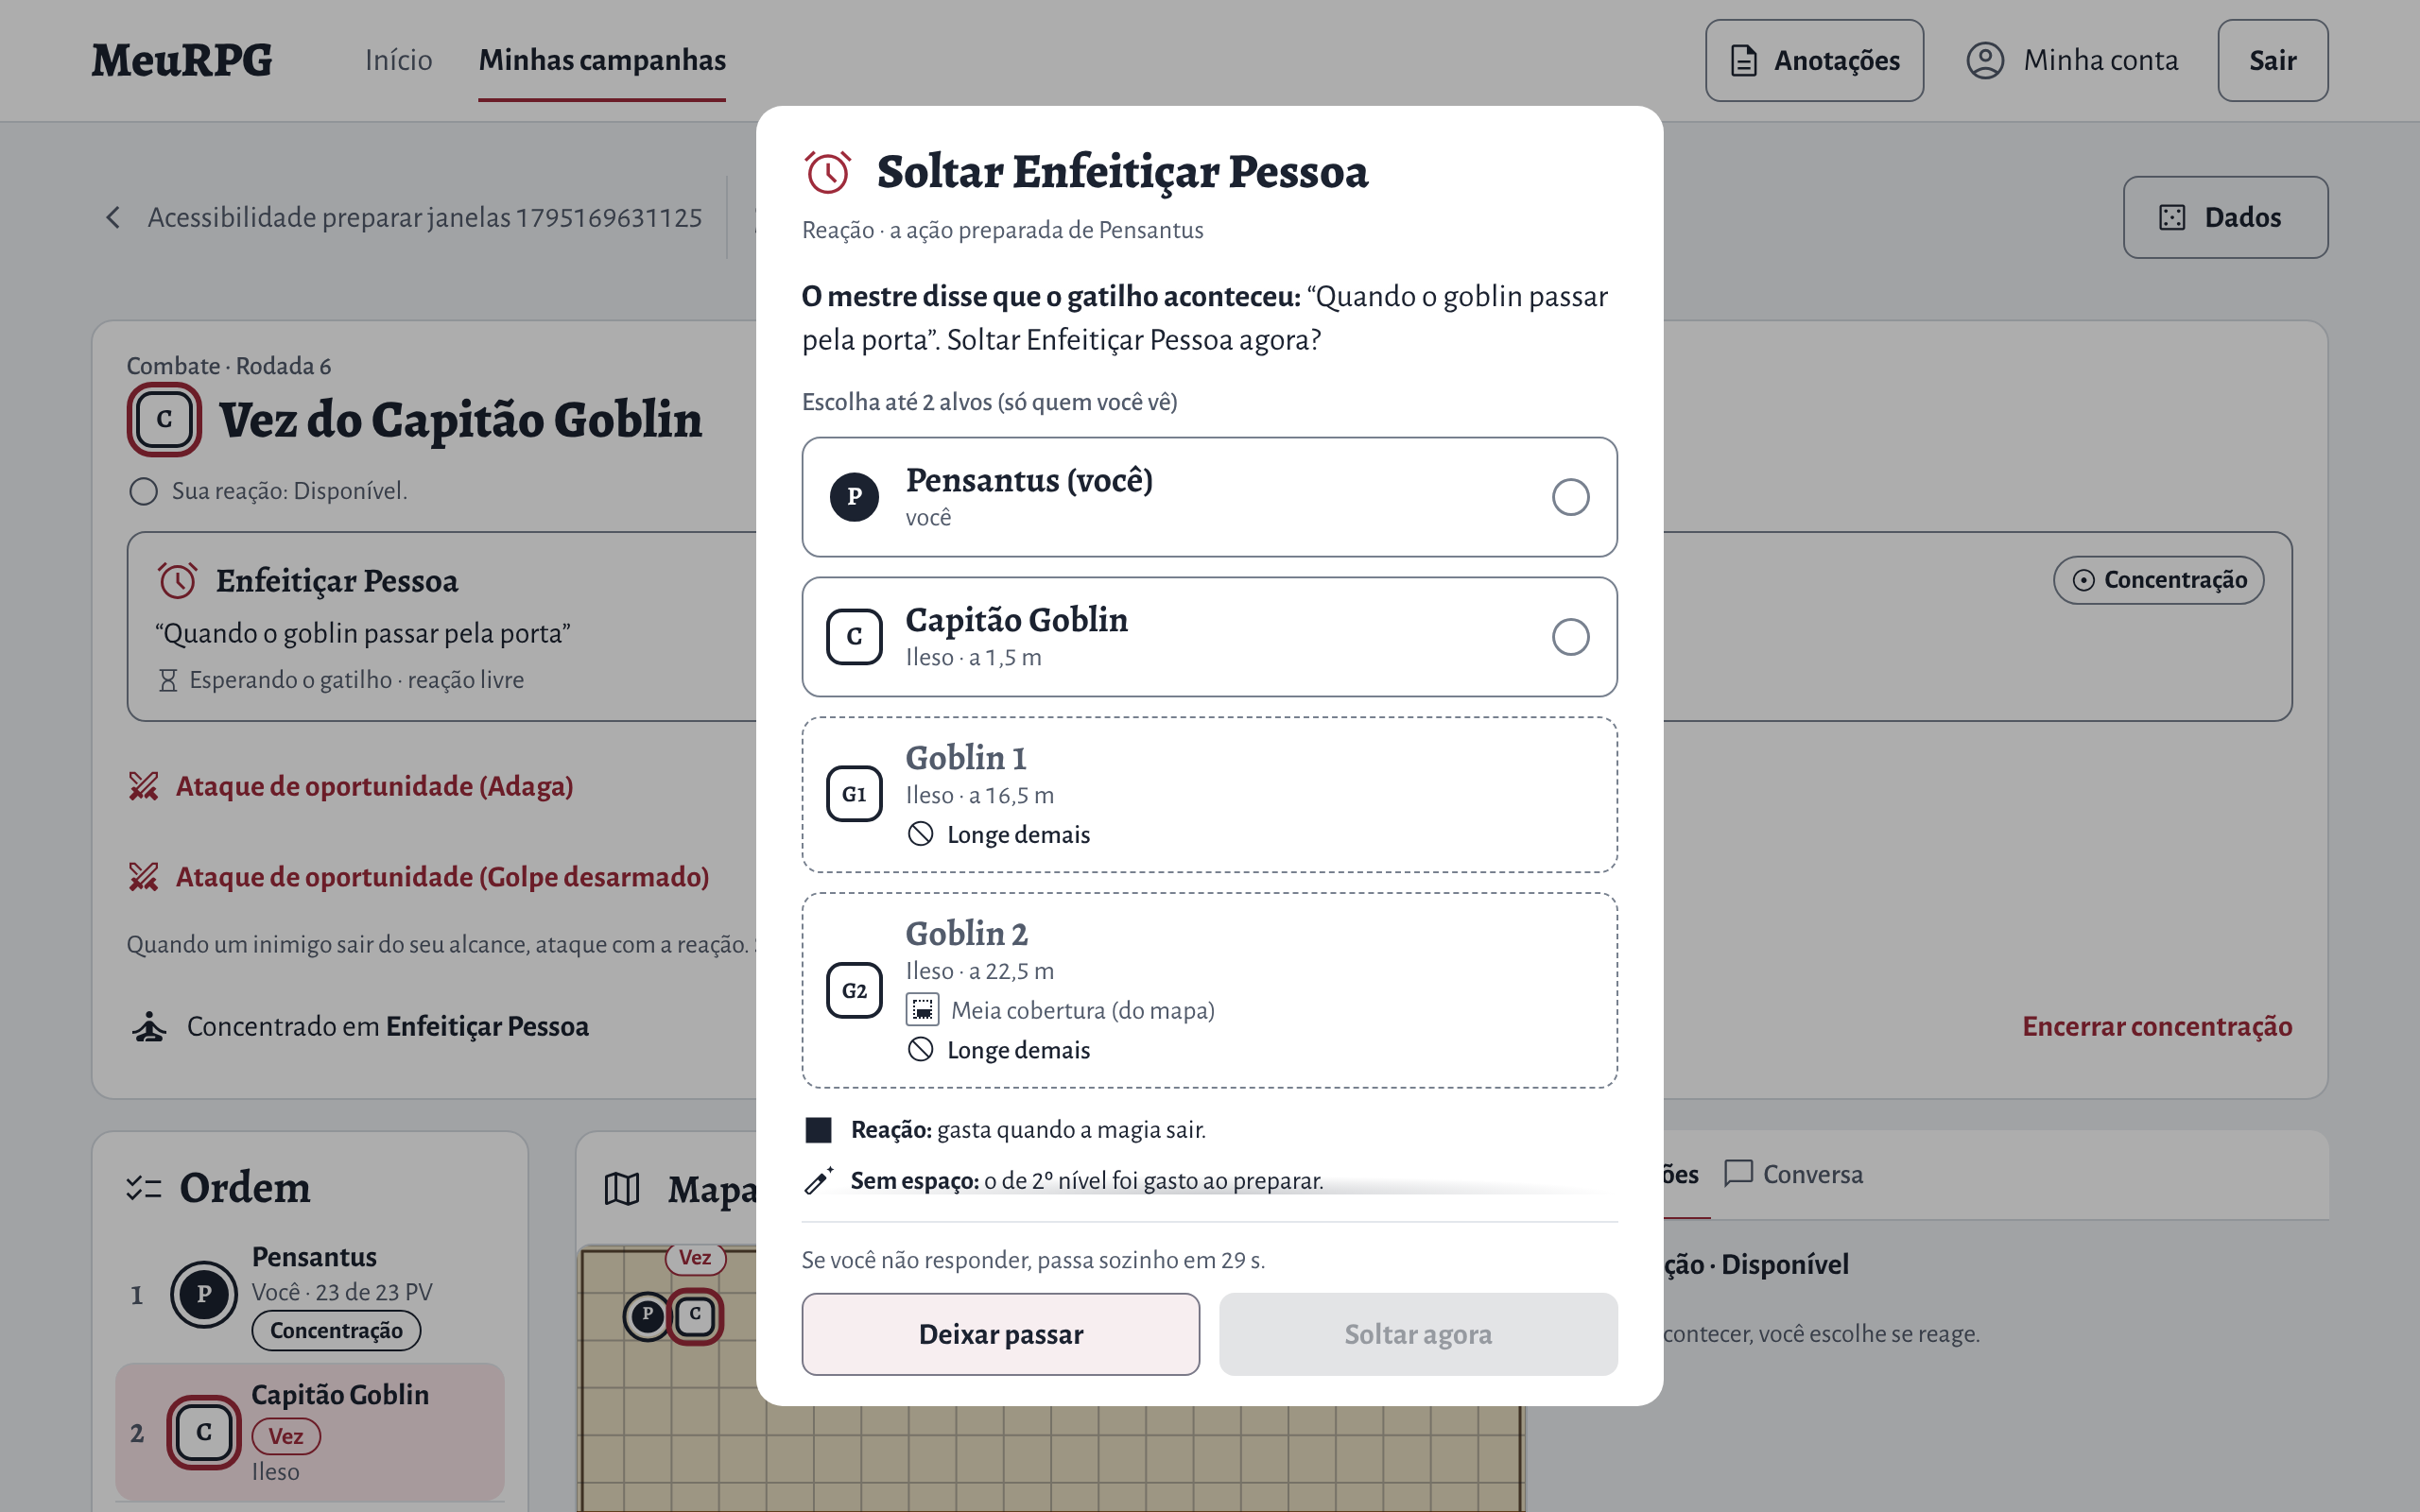 MeuRPG
Início
Minhas campanhas
Anotações
Minha conta
Sair
Acessibilidade preparar janelas 1795169631125
Dados
Combate · Rodada 6
C
Vez do Capitão Goblin
Sua reação: Disponível.
Enfeitiçar Pessoa
Concentração
“Quando o goblin passar pela porta”
Esperando o gatilho · reação livre
Ataque de oportunidade (Adaga)
Ataque de oportunidade (Golpe desarmado)
Quando um inimigo sair do seu alcance, ataque com a reação.
Concentrado em Enfeitiçar Pessoa
Encerrar concentração
Soltar Enfeitiçar Pessoa
Reação · a ação preparada de Pensantus
O mestre disse que o gatilho aconteceu: “Quando o goblin passar
pela porta”. Soltar Enfeitiçar Pessoa agora?
Escolha até 2 alvos (só quem você vê)
P
Pensantus (você)
você
C
Capitão Goblin
Ileso · a 1,5 m
G1
Goblin 1
Ileso · a 16,5 m
Longe demais
G2
Goblin 2
Ileso · a 22,5 m
Meia cobertura (do mapa)
Longe demais
Reação: gasta quando a magia sair.
Sem espaço: o de 2º nível foi gasto ao preparar.
Se você não responder, passa sozinho em 29 s.
Deixar passar
Soltar agora
Ordem
1
P
Pensantus
Você · 23 de 23 PV
Concentração
2
C
Capitão Goblin
Vez
Ileso
Mapa
Vez
P
C
Conversa
· Disponível
contecer, você escolhe se reage.